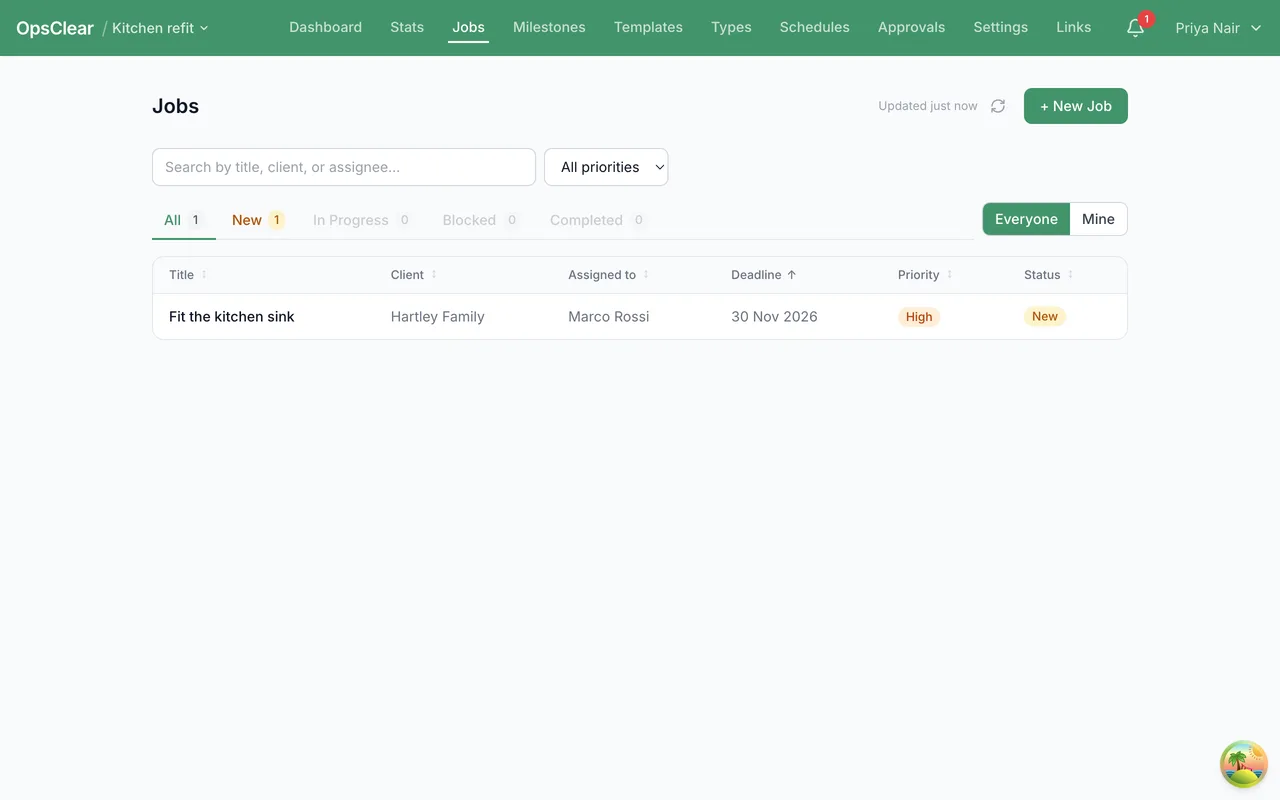 OpsClear / Kitchen refit Dashboard Stats Jobs Milestones Templates Types Schedules Approvals Settings Links 1 Priya Nair
Jobs Updated just now + New Job
Search by title, client, or assignee... All priorities
All 1 New 1 In Progress 0 Blocked 0 Completed 0 Everyone Mine
Title Client Assigned to Deadline ↑ Priority Status
Fit the kitchen sink Hartley Family Marco Rossi 30 Nov 2026 High New